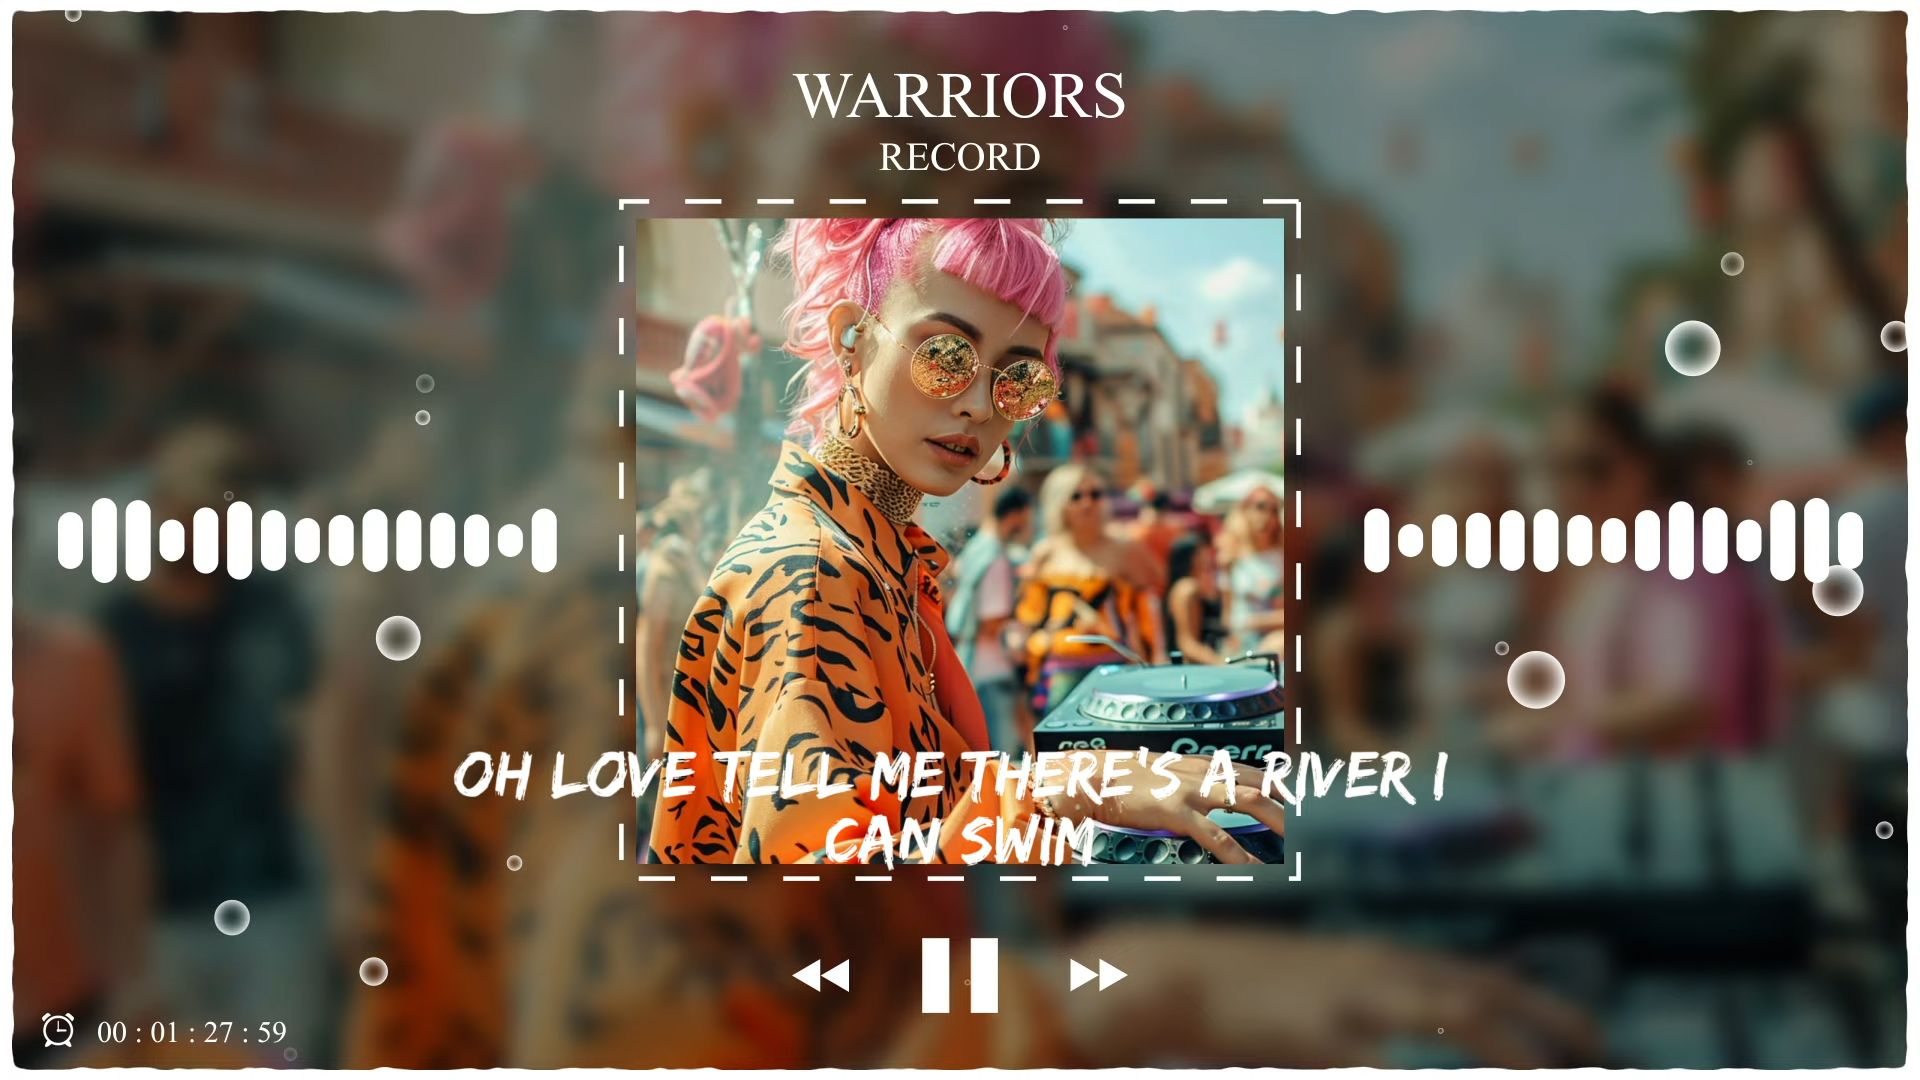 WARRIORS
RECORD
OH LOVE TELL ME THERE'S A RIVER I
CAN SWIM
00 : 01 : 27 : 59